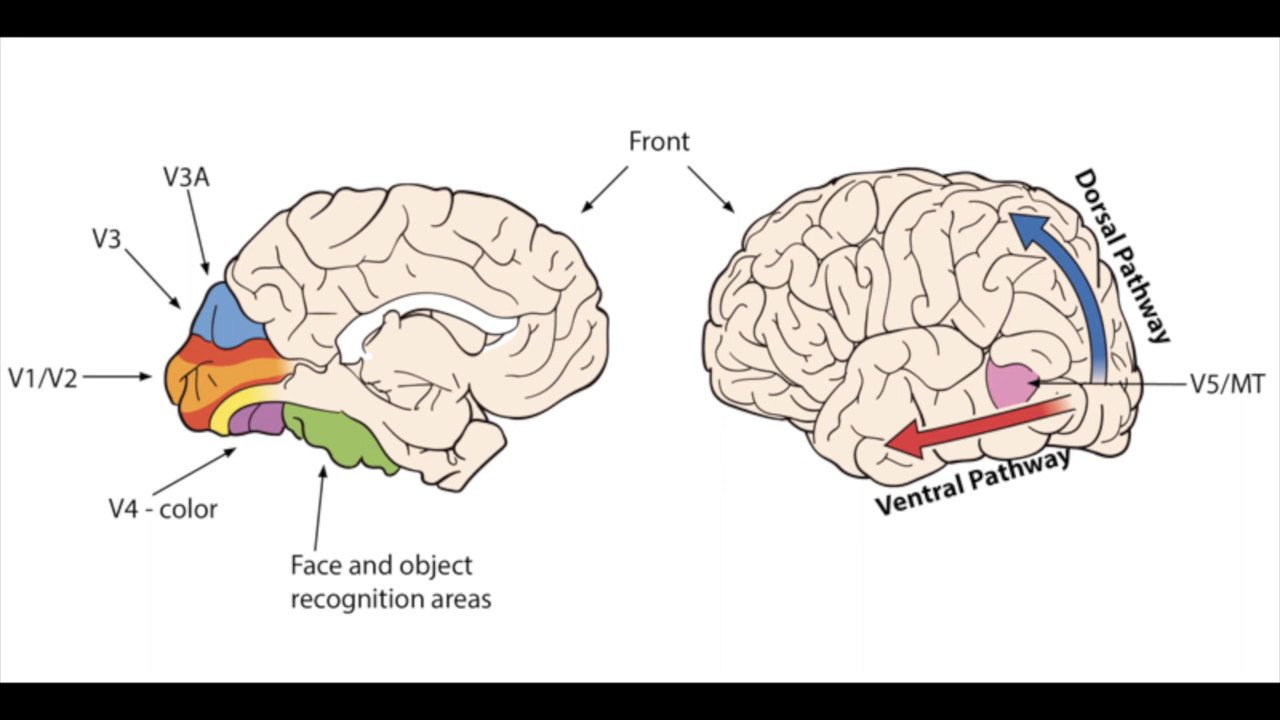 Front
V3A
V3
V1/V2
V4 - color
Face and object
recognition areas
Dorsal Pathway
V5/MT
Ventral Pathway